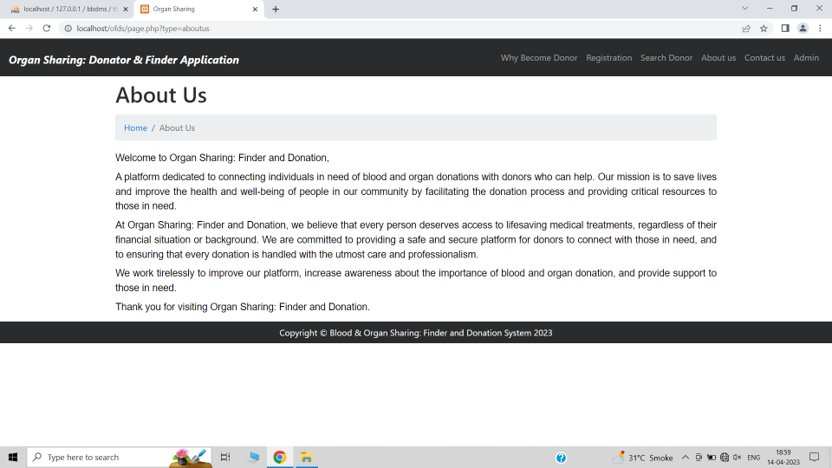 localhost / 127.0.0.1 / bbdms / 
Organ Sharing
localhost/ofds/page.php?type=aboutus
Organ Sharing: Donator & Finder Application
Why Become Donor Registration Search Donor About us Contact us Admin
About Us
Home / About Us
Welcome to Organ Sharing: Finder and Donation,
A platform dedicated to connecting individuals in need of blood and organ donations with donors who can help. Our mission is to save lives
and improve the health and well-being of people in our community by facilitating the donation process and providing critical resources to
those in need.
At Organ Sharing: Finder and Donation, we believe that every person deserves access to lifesaving medical treatments, regardless of their
financial situation or background. We are committed to providing a safe and secure platform for donors to connect with those in need, and
to ensuring that every donation is handled with the utmost care and professionalism.
We work tirelessly to improve our platform, increase awareness about the importance of blood and organ donation, and provide support to
those in need.
Thank you for visiting Organ Sharing: Finder and Donation.
Copyright © Blood & Organ Sharing: Finder and Donation System 2023
Type here to search
31°C Smoke
ENG
18:59
14-04-2023